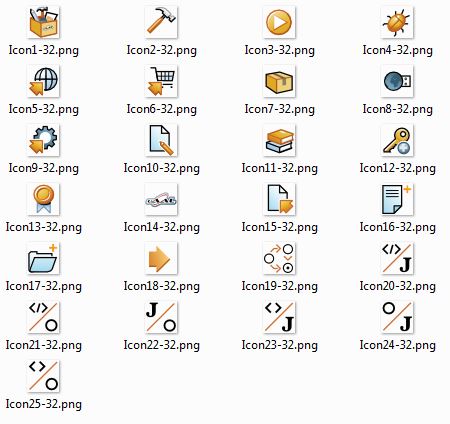 Icon1-32.png Icon2-32.png Icon3-32.png Icon4-32.png
Icon5-32.png Icon6-32.png Icon7-32.png Icon8-32.png
Icon9-32.png Icon10-32.png Icon11-32.png Icon12-32.png
Icon13-32.png Icon14-32.png Icon15-32.png Icon16-32.png
</> J
Icon17-32.png Icon18-32.png Icon19-32.png Icon20-32.png
</> O J O <> J O J
Icon21-32.png Icon22-32.png Icon23-32.png Icon24-32.png
<> O
Icon25-32.png